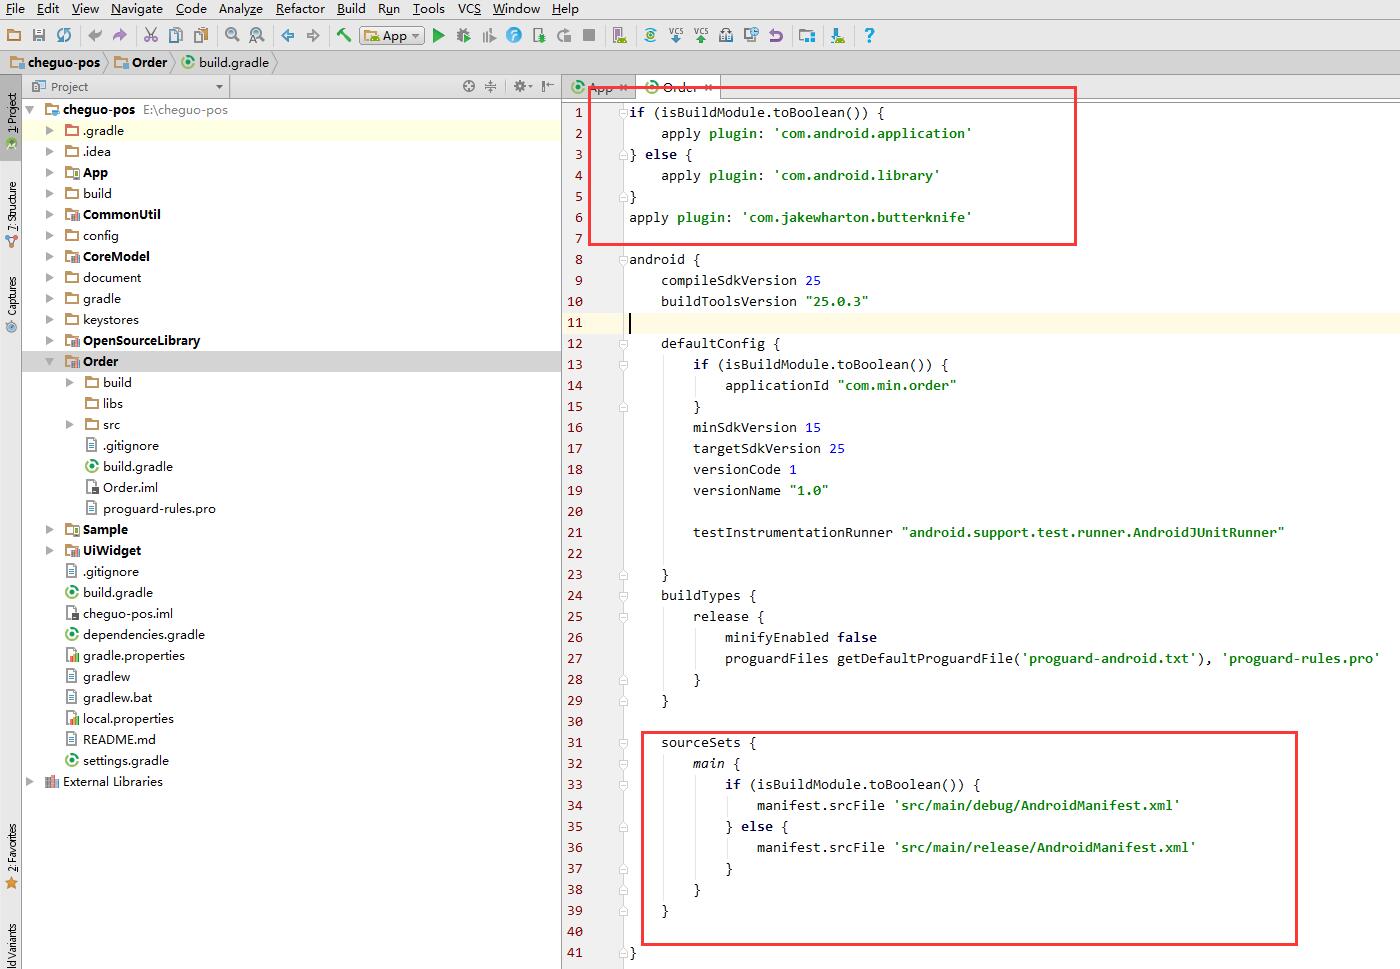 File Edit View Navigate Code Analyze Refactor Build Run Tools VCS Window Help
App VCS VCS ?
cheguo-pos Order build.gradle
Project App Order
1: Project
7: Structure
Captures
2: Favorites
cheguo-pos E:\cheguo-pos
.gradle
.idea
App
build
CommonUtil
config
CoreModel
document
gradle
keystores
OpenSourceLibrary
Order
build
libs
src
.gitignore
build.gradle
Order.iml
proguard-rules.pro
Sample
UiWidget
.gitignore
build.gradle
cheguo-pos.iml
dependencies.gradle
gradle.properties
gradlew
gradlew.bat
local.properties
README.md
settings.gradle
External Libraries
1 if (isBuildModule.toBoolean()) {
2 apply plugin: 'com.android.application'
3 } else {
4 apply plugin: 'com.android.library'
5 }
6 apply plugin: 'com.jakewharton.butterknife'
7
8 android {
9 compileSdkVersion 25
10 buildToolsVersion "25.0.3"
11
12 defaultConfig {
13 if (isBuildModule.toBoolean()) {
14 applicationId "com.min.order"
15 }
16 minSdkVersion 15
17 targetSdkVersion 25
18 versionCode 1
19 versionName "1.0"
20
21 testInstrumentationRunner "android.support.test.runner.AndroidJUnitRunner"
22
23 }
24 buildTypes {
25 release {
26 minifyEnabled false
27 proguardFiles getDefaultProguardFile('proguard-android.txt'), 'proguard-rules.pro'
28 }
29 }
30
31 sourceSets {
32 main {
33 if (isBuildModule.toBoolean()) {
34 manifest.srcFile 'src/main/debug/AndroidManifest.xml'
35 } else {
36 manifest.srcFile 'src/main/release/AndroidManifest.xml'
37 }
38 }
39 }
40
41 }